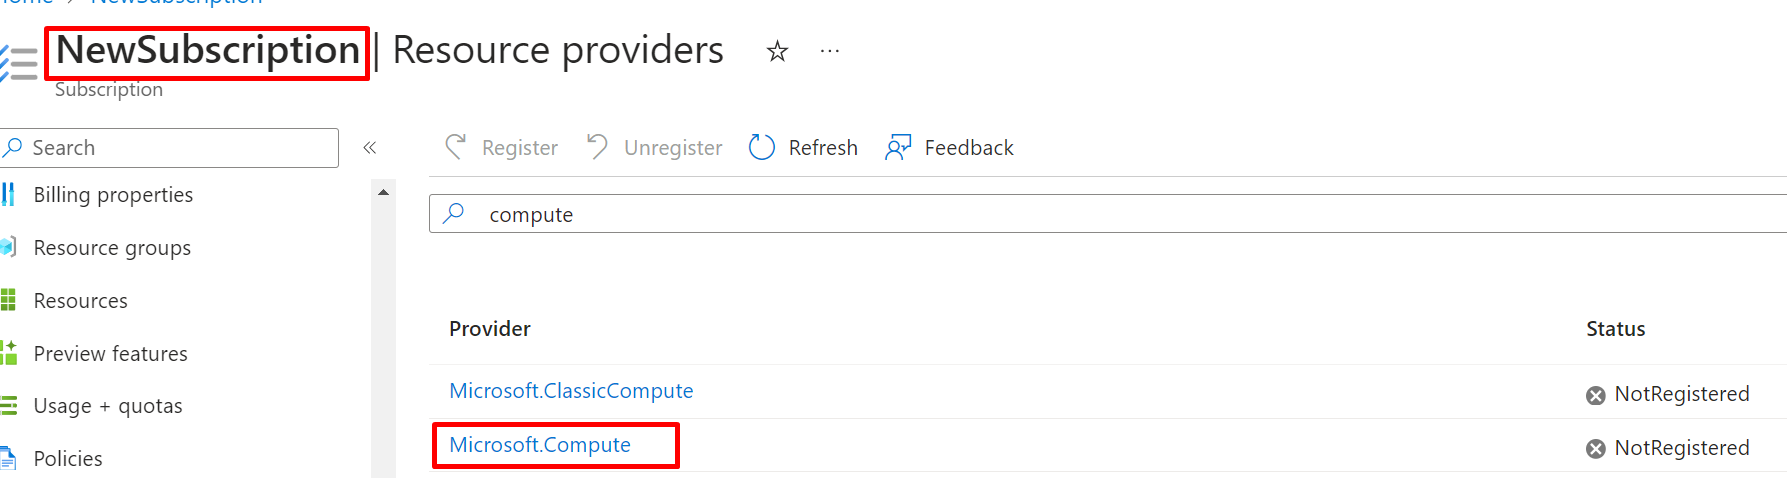 Home > NewSubscription
NewSubscription | Resource providers
Subscription
Search
Register Unregister Refresh Feedback
Billing properties
compute
Resource groups
Resources
Provider Status
Preview features
Microsoft.ClassicCompute NotRegistered
Usage + quotas
Microsoft.Compute NotRegistered
Policies